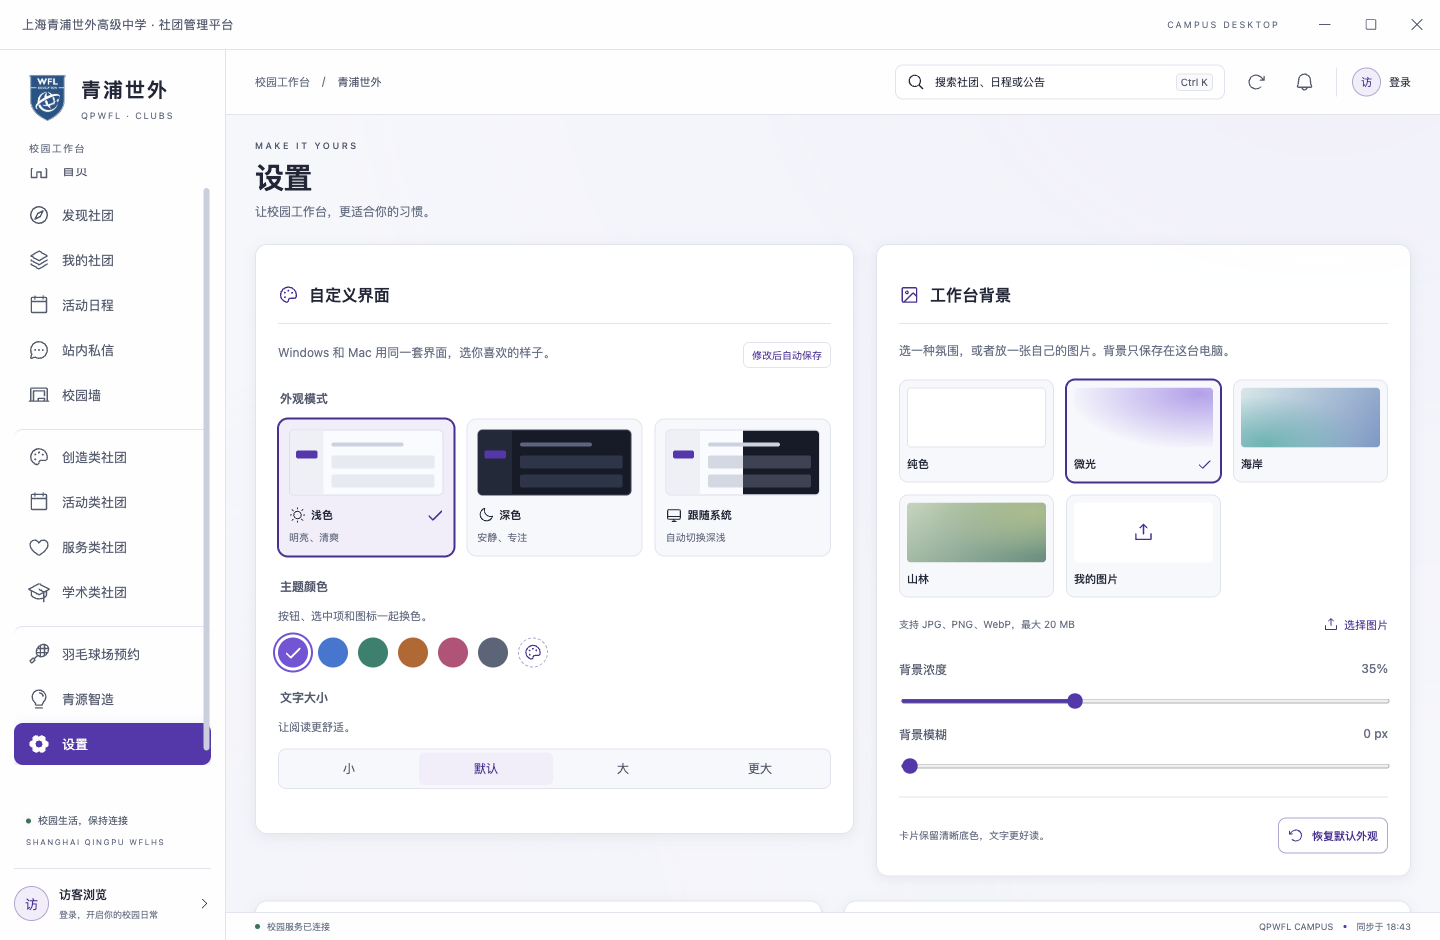 上海青浦世外高级中学 · 社团管理平台
CAMPUS DESKTOP
WFL
青浦世外
QPWFL · CLUBS
校园工作台
首页
发现社团
我的社团
活动日程
站内私信
校园墙
创造类社团
活动类社团
服务类社团
学术类社团
羽毛球场预约
青源智造
设置
校园生活，保持连接
SHANGHAI QINGPU WFLHS
访
访客浏览
登录，开启你的校园日常
校园工作台 / 青浦世外
搜索社团、日程或公告
Ctrl K
访
登录
MAKE IT YOURS
设置
让校园工作台，更适合你的习惯。
自定义界面
Windows 和 Mac 用同一套界面，选你喜欢的样子。
修改后自动保存
外观模式
浅色
明亮、清爽
深色
安静、专注
跟随系统
自动切换深浅
主题颜色
按钮、选中项和图标一起换色。
文字大小
让阅读更舒适。
小
默认
大
更大
工作台背景
选一种氛围，或者放一张自己的图片。背景只保存在这台电脑。
纯色
微光
海岸
山林
我的图片
支持 JPG、PNG、WebP，最大 20 MB
选择图片
背景浓度
35%
背景模糊
0 px
卡片保留清晰底色，文字更好读。
恢复默认外观
校园服务已连接
QPWFL CAMPUS • 同步于 18:43